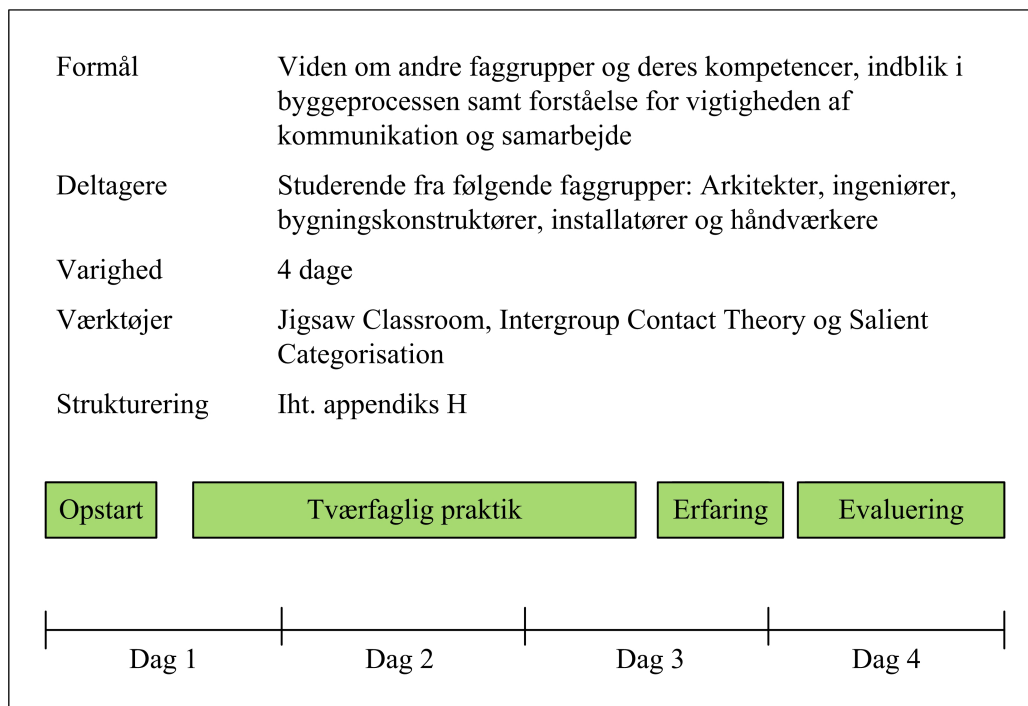 Formål Viden om andre faggrupper og deres kompetencer, indblik i
byggeprocessen samt forståelse for vigtigheden af
kommunikation og samarbejde
Deltagere Studerende fra følgende faggrupper: Arkitekter, ingeniører,
bygningskonstruktører, installatører og håndværkere
Varighed 4 dage
Værktøjer Jigsaw Classroom, Intergroup Contact Theory og Salient
Categorisation
Strukturering Iht. appendiks H
Opstart Tværfaglig praktik Erfaring Evaluering
Dag 1 Dag 2 Dag 3 Dag 4